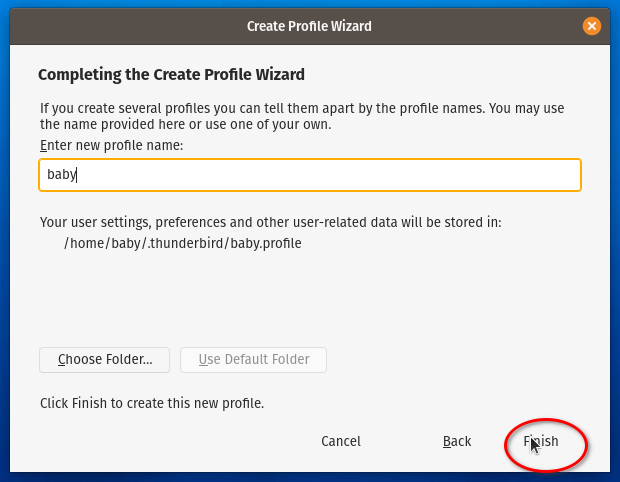 Create Profile Wizard
Completing the Create Profile Wizard
If you create several profiles you can tell them apart by the profile names. You may use
the name provided here or use one of your own.
Enter new profile name:
baby
Your user settings, preferences and other user-related data will be stored in:
/home/baby/.thunderbird/baby.profile
Choose Folder... Use Default Folder
Click Finish to create this new profile.
Cancel Back Finish